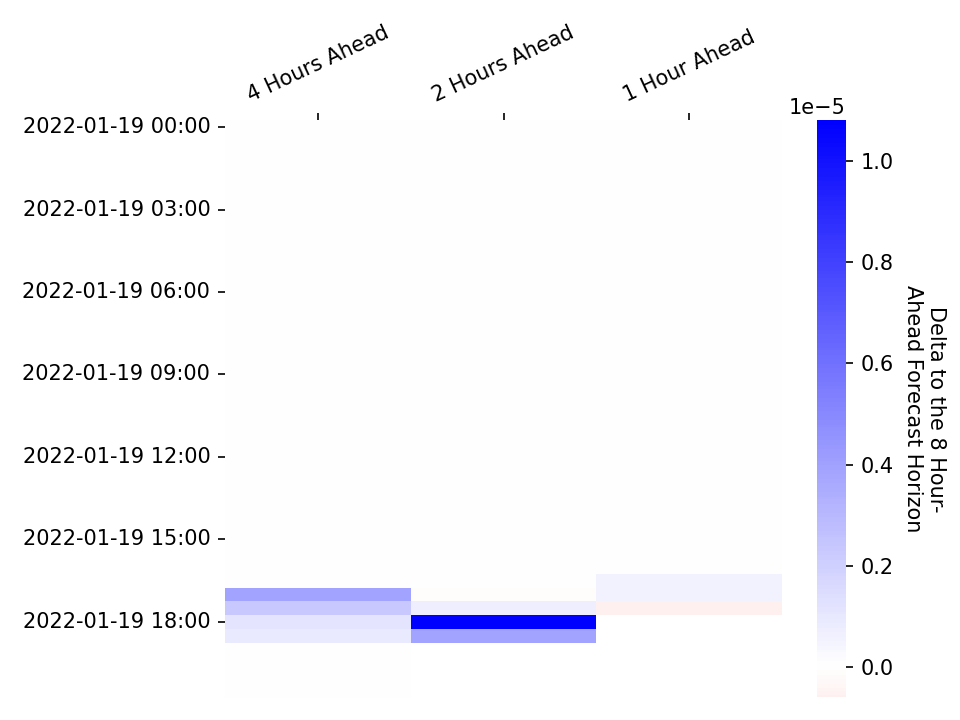 4 Hours Ahead
2 Hours Ahead
1 Hour Ahead
1e−5
2022-01-19 00:00
2022-01-19 03:00
2022-01-19 06:00
2022-01-19 09:00
2022-01-19 12:00
2022-01-19 15:00
2022-01-19 18:00
1.0
0.8
0.6
0.4
0.2
0.0
Delta to the 8 Hour-
Ahead Forecast Horizon